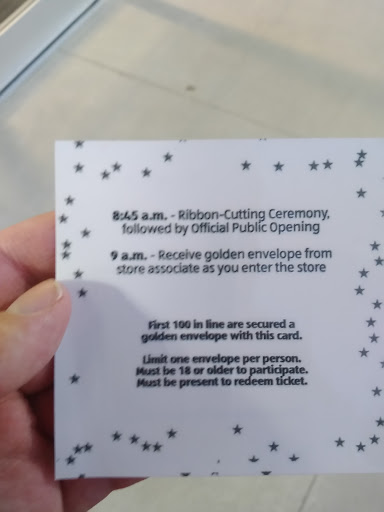 8:45 a.m. - Ribbon-Cutting Ceremony,
followed by Official Public Opening
9 a.m. - Receive golden envelope from
store associate as you enter the store
First 100 in line are secured a
golden envelope with this card.
Limit one envelope per person.
Must be 18 or older to participate.
Must be present to redeem ticket.